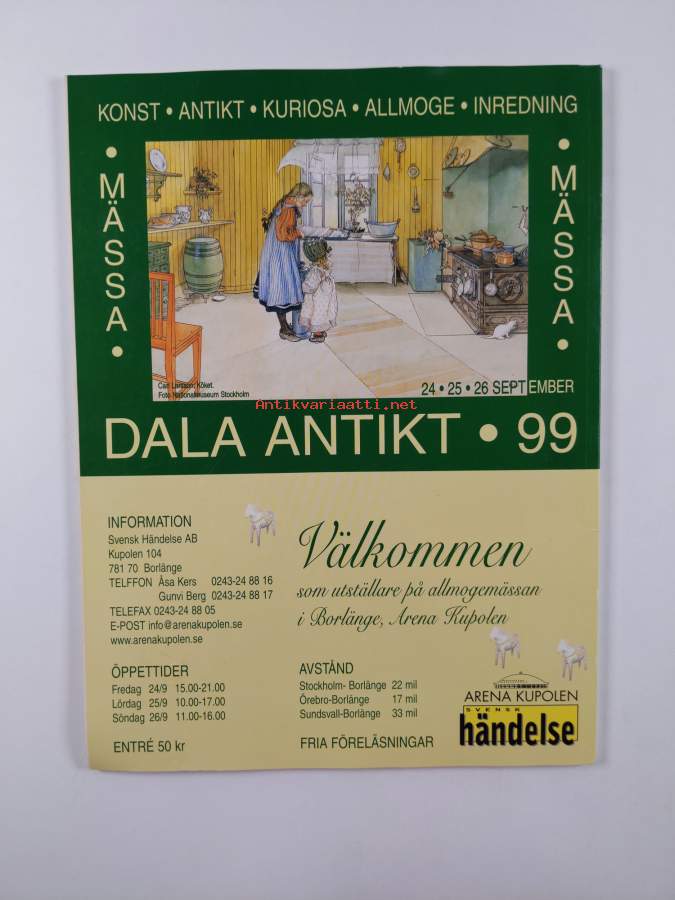 KONST • ANTIKT • KURIOSA • ALLMOGE • INREDNING
• MÄSSA •
• MÄSSA •
Carl Larsson, Köket.
Foto Nationalmuseum Stockholm
24 • 25 • 26 SEPTEMBER
Antikvariaatti.net
DALA ANTIKT • 99
INFORMATION
Svensk Händelse AB
Kupolen 104
781 70 Borlänge
TELFFON Åsa Kers 0243-24 88 16
Gunvi Berg 0243-24 88 17
TELEFAX 0243-24 88 05
E-POST info@arenakupolen.se
www.arenakupolen.se
Välkommen
som utställare på allmogemässan
i Borlänge, Arena Kupolen
ÖPPETTIDER
Fredag 24/9 15.00-21.00
Lördag 25/9 10.00-17.00
Söndag 26/9 11.00-16.00
ENTRÉ 50 kr
AVSTÅND
Stockholm- Borlänge 22 mil
Örebro-Borlänge 17 mil
Sundsvall-Borlänge 33 mil
FRIA FÖRELÄSNINGAR
ARENA KUPOLEN
SVENSK
händelse